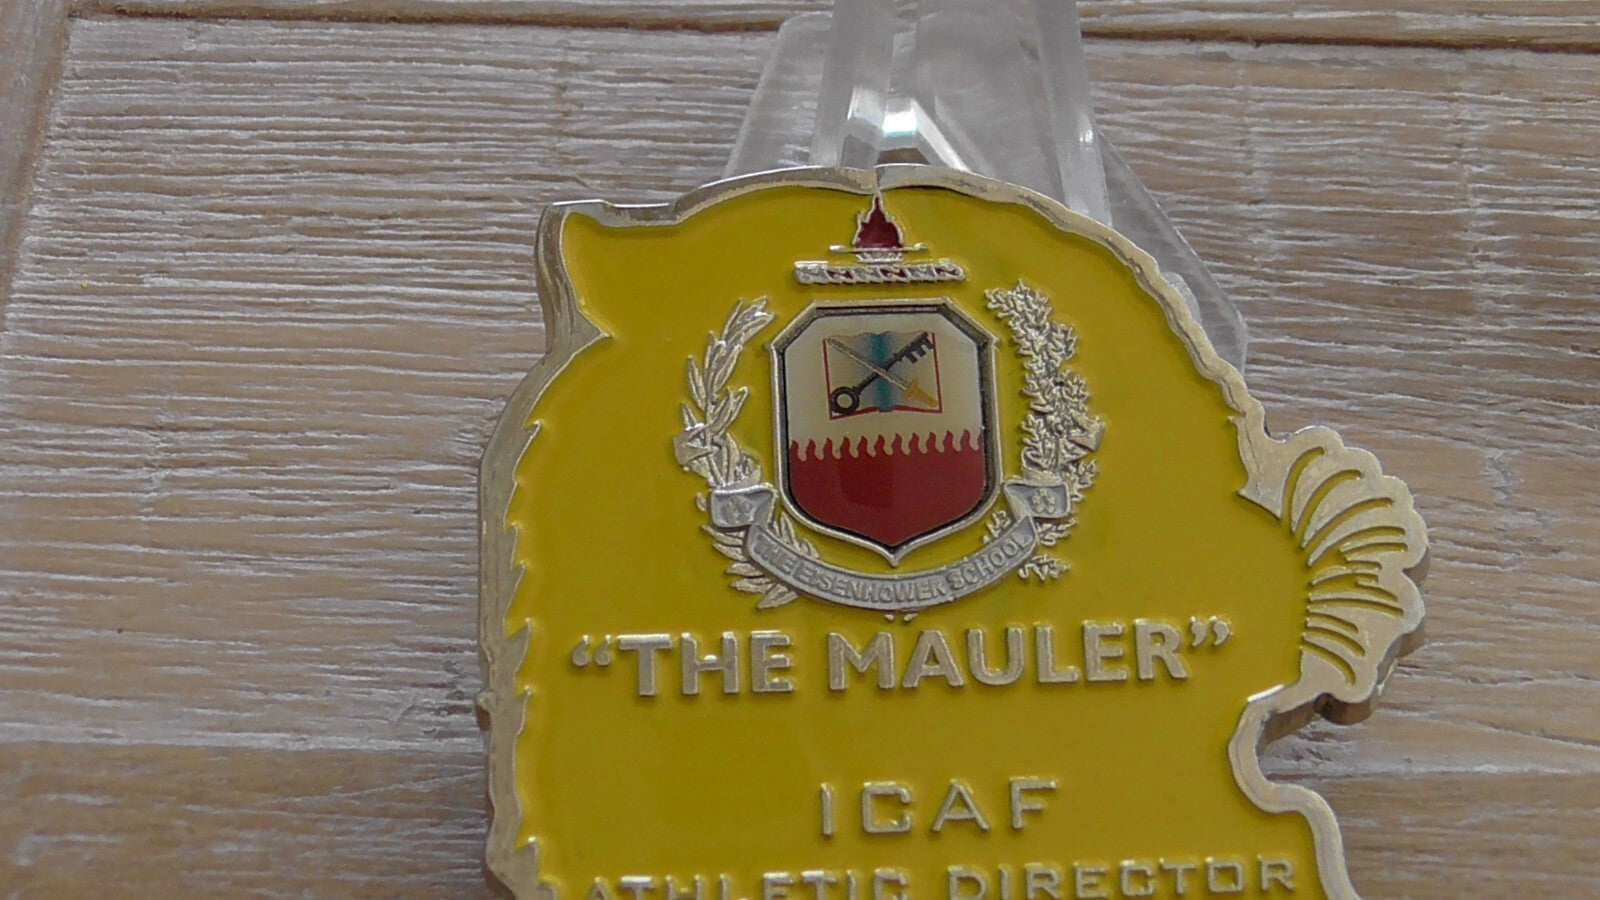 THE EISENHOWER SCHOOL
“THE MAULER”
ICAF
ATHLETIC DIRECTOR